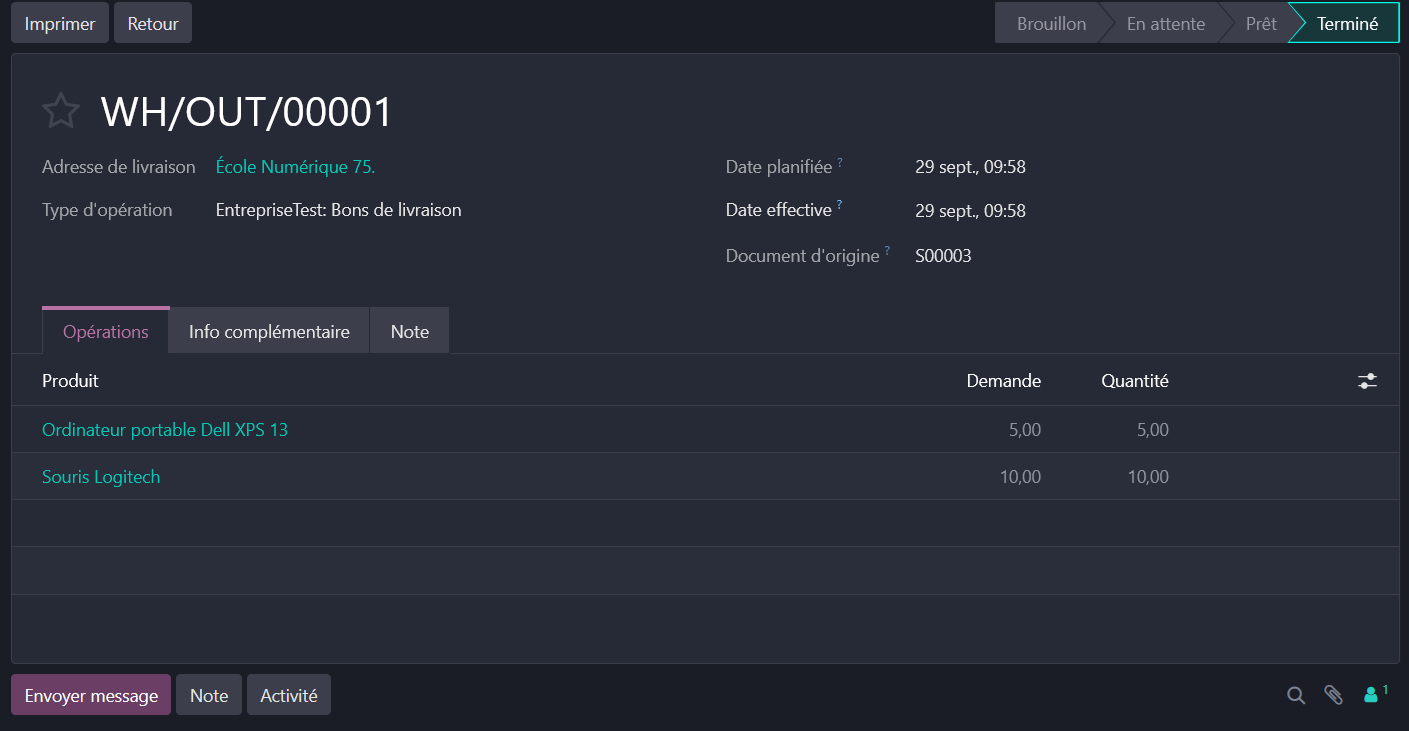 Imprimer Retour Brouillon En attente Prêt Terminé
WH/OUT/00001
Adresse de livraison École Numérique 75. Date planifiée ? 29 sept., 09:58
Type d'opération EntrepriseTest: Bons de livraison Date effective ? 29 sept., 09:58
Document d'origine ? S00003
Opérations Info complémentaire Note
Produit Demande Quantité
Ordinateur portable Dell XPS 13 5,00 5,00
Souris Logitech 10,00 10,00
Envoyer message Note Activité 1